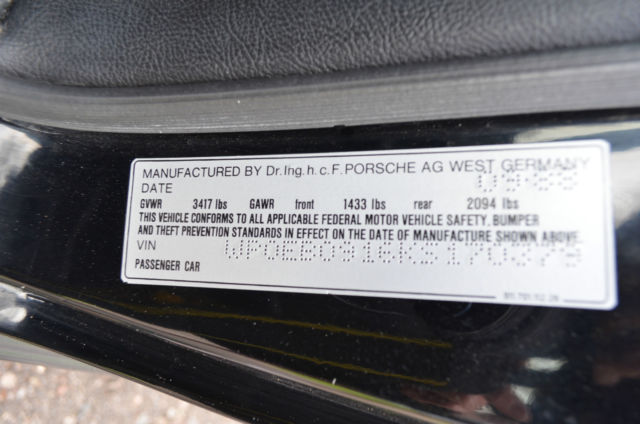 MANUFACTURED BY Dr.Ing.h.c.F.PORSCHE AG WEST GERMANY
DATE
GVWR 3417 lbs GAWR front 1433 lbs rear 2094 lbs
THIS VEHICLE CONFORMS TO ALL APPLICABLE FEDERAL MOTOR VEHICLE SAFETY, BUMPER
AND THEFT PREVENTION STANDARDS IN EFFECT ON THE DATE OF MANUFACTURE SHOWN ABOVE.
VIN
PASSENGER CAR